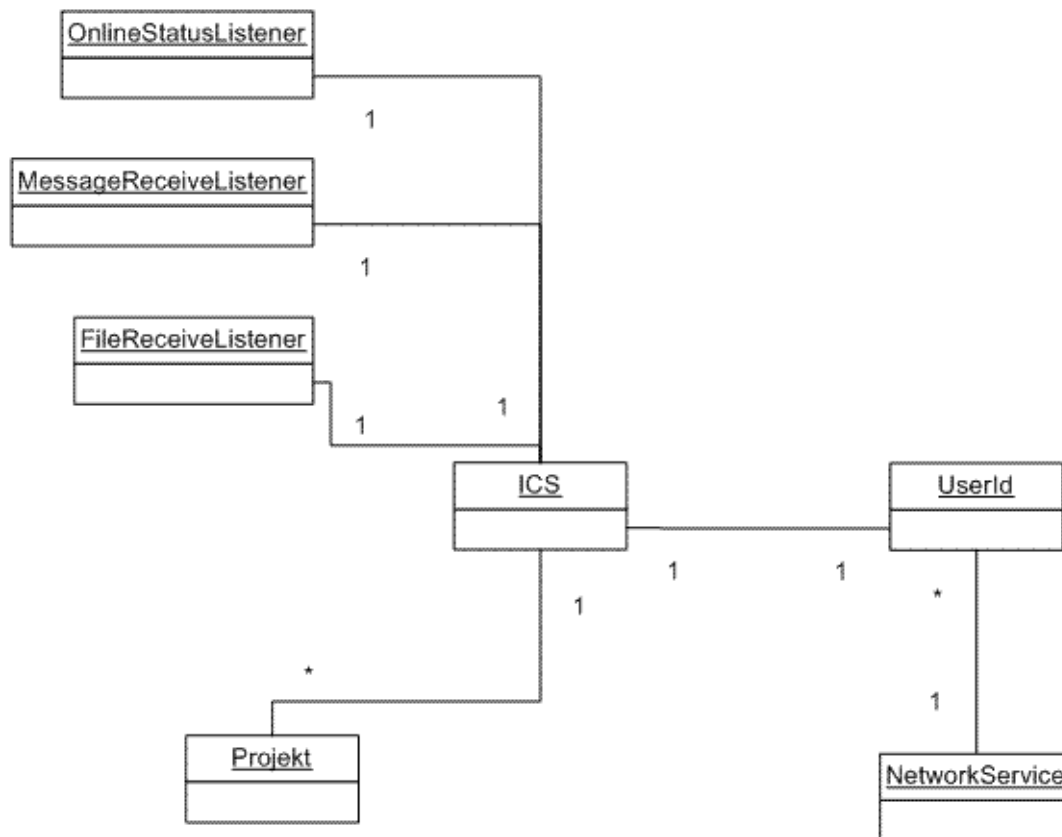 OnlineStatusListener
1
MessageReceiveListener
1
FileReceiveListener
1
1
ICS
UserId
1
1
1
*
*
1
Projekt
NetworkService